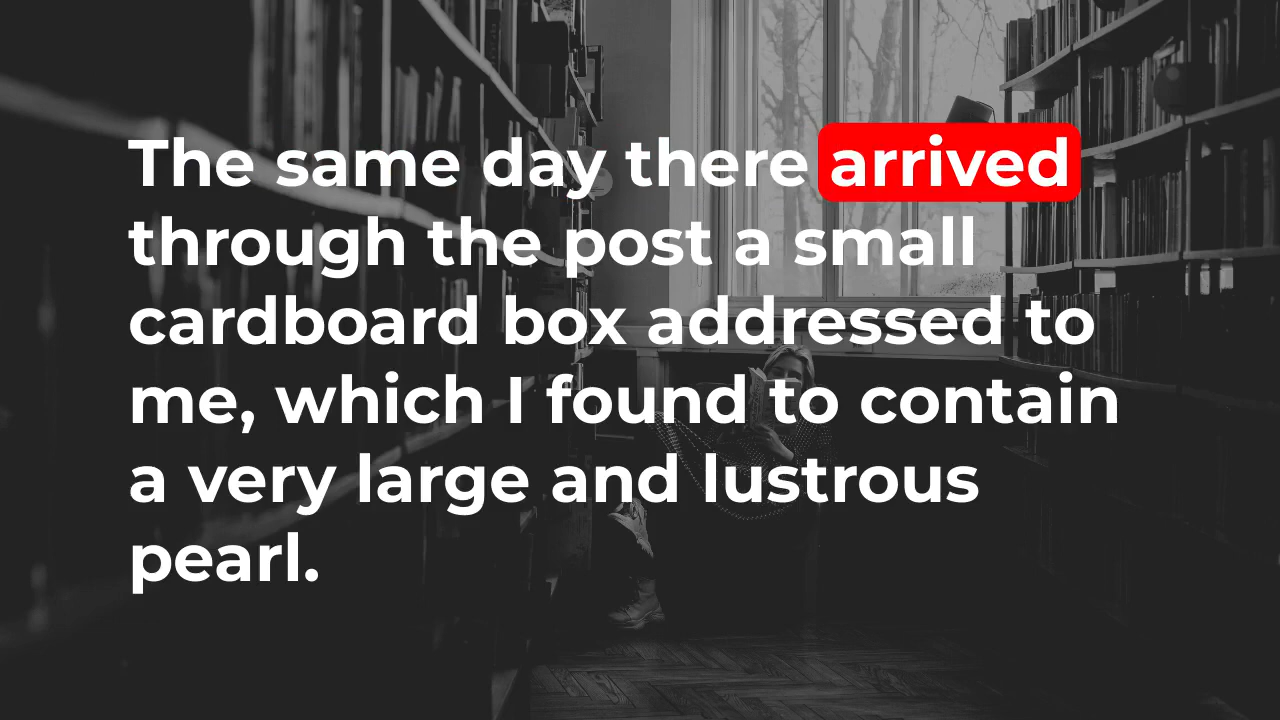 The same day there arrived
through the post a small
cardboard box addressed to
me, which I found to contain
a very large and lustrous
pearl.